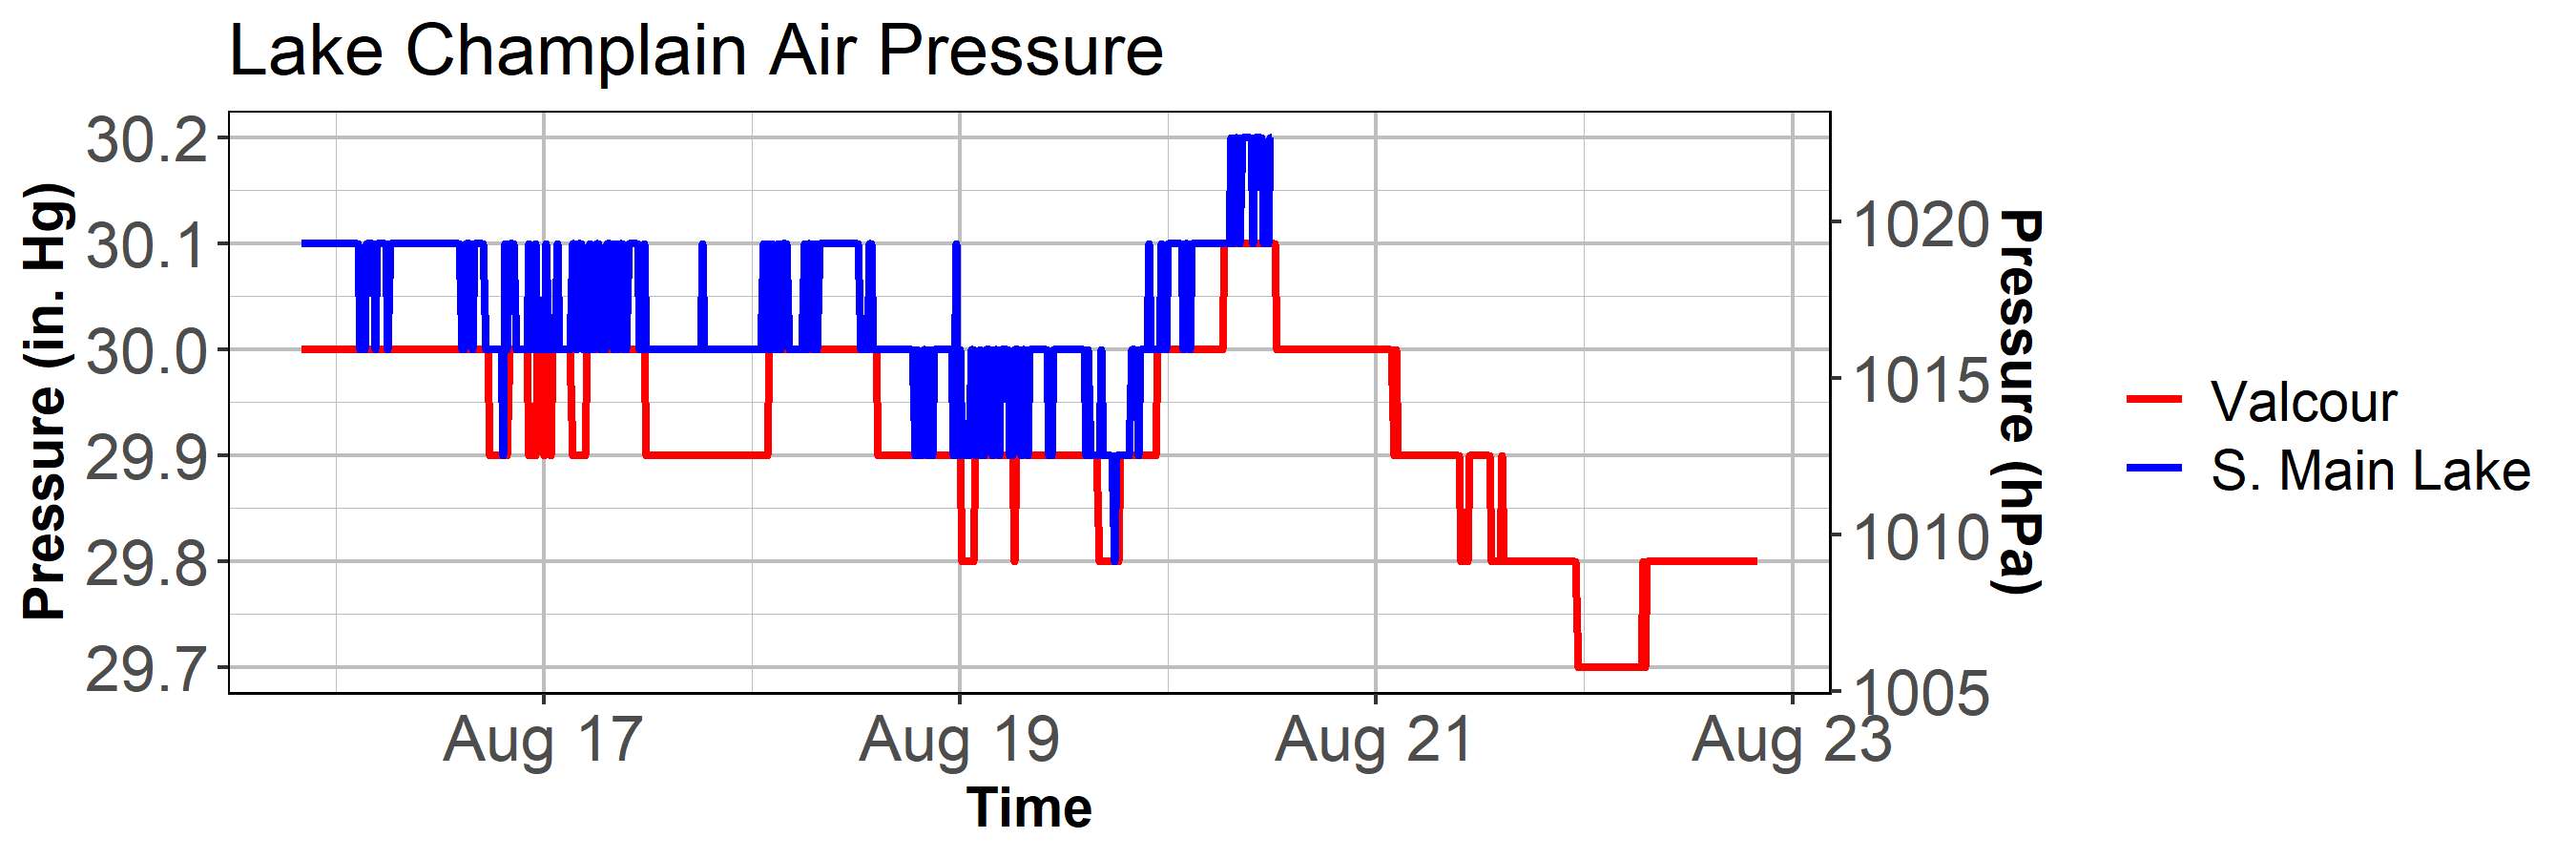 Lake Champlain Air Pressure
Pressure (in. Hg)
30.2
30.1
30.0
29.9
29.8
29.7
1020
1015
1010
1005
Pressure (hPa)
Valcour
S. Main Lake
Aug 17
Aug 19
Aug 21
Aug 23
Time